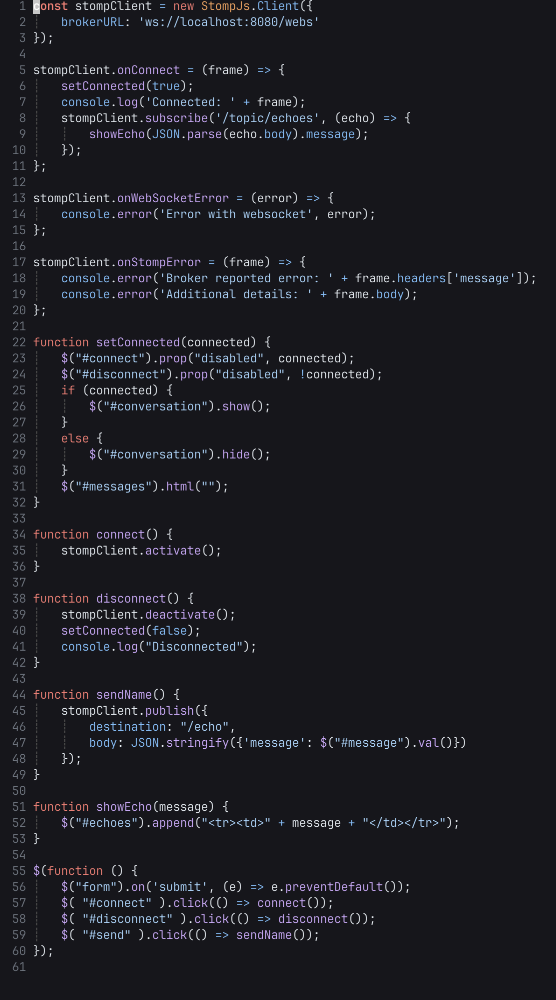 1 const stompClient = new StompJs.Client({
2     brokerURL: 'ws://localhost:8080/webs'
3 });
4
5 stompClient.onConnect = (frame) => {
6     setConnected(true);
7     console.log('Connected: ' + frame);
8     stompClient.subscribe('/topic/echoes', (echo) => {
9         showEcho(JSON.parse(echo.body).message);
10     });
11 };
12
13 stompClient.onWebSocketError = (error) => {
14     console.error('Error with websocket', error);
15 };
16
17 stompClient.onStompError = (frame) => {
18     console.error('Broker reported error: ' + frame.headers['message']);
19     console.error('Additional details: ' + frame.body);
20 };
21
22 function setConnected(connected) {
23     $("#connect").prop("disabled", connected);
24     $("#disconnect").prop("disabled", !connected);
25     if (connected) {
26         $("#conversation").show();
27     }
28     else {
29         $("#conversation").hide();
30     }
31     $("#messages").html("");
32 }
33
34 function connect() {
35     stompClient.activate();
36 }
37
38 function disconnect() {
39     stompClient.deactivate();
40     setConnected(false);
41     console.log("Disconnected");
42 }
43
44 function sendName() {
45     stompClient.publish({
46         destination: "/echo",
47         body: JSON.stringify({'message': $("#message").val()})
48     });
49 }
50
51 function showEcho(message) {
52     $("#echoes").append("<tr><td>" + message + "</td></tr>");
53 }
54
55 $(function () {
56     $("form").on('submit', (e) => e.preventDefault());
57     $( "#connect" ).click(() => connect());
58     $( "#disconnect" ).click(() => disconnect());
59     $( "#send" ).click(() => sendName());
60 });
61